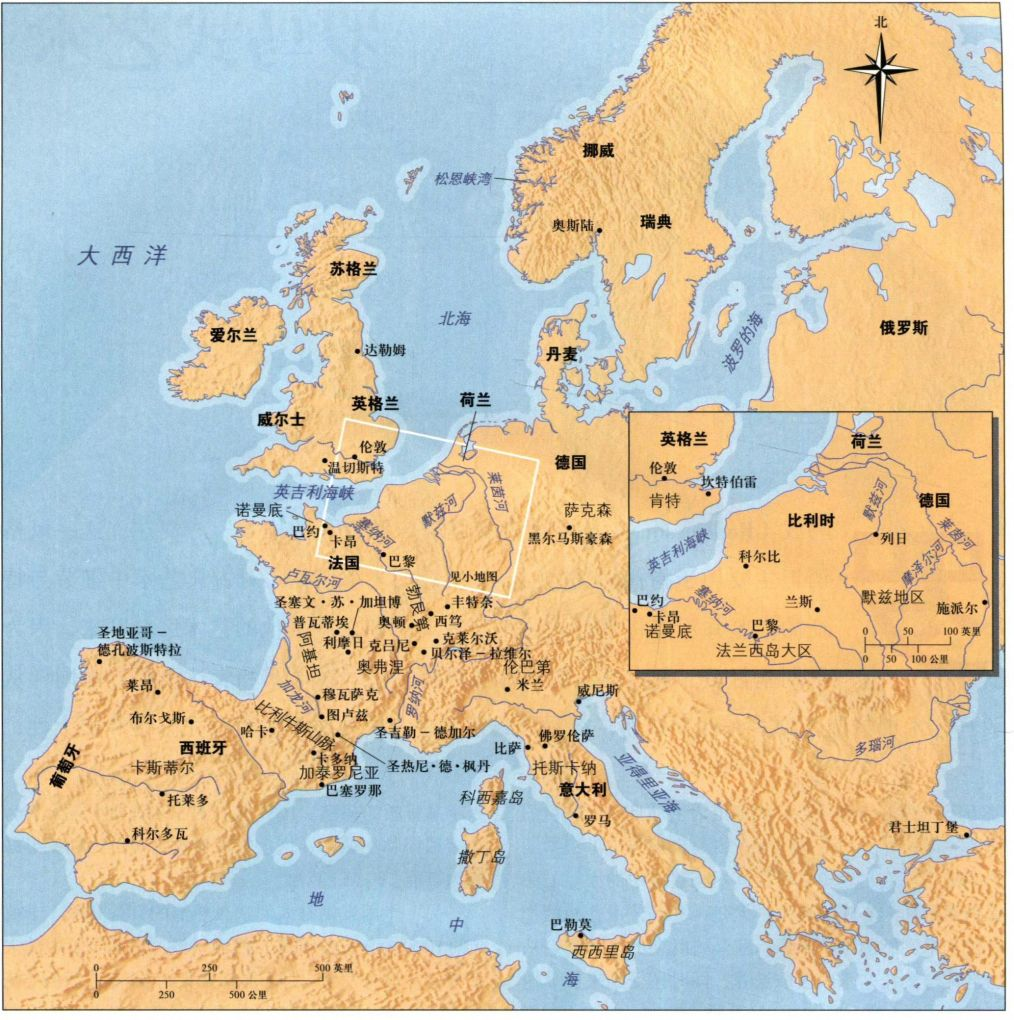 北
挪威
松恩峡湾
奥斯陆
瑞典
大西洋
苏格兰
北海
爱尔兰
达勒姆
丹麦
波罗的海
俄罗斯
威尔士
英格兰
荷兰
伦敦
温切斯特
英吉利海峡
德国
莱茵河
默兹河
萨克森
诺曼底
巴约
卡昂
塞纳河
黑尔马斯豪森
法国
巴黎
见小地图
卢瓦尔河
勃艮第
圣塞文·苏·加坦博
丰特奈
普瓦蒂埃
奥顿
西笃
阿基坦
利摩日
克吕尼
克莱尔沃
贝尔泽-拉维尔
奥弗涅
伦巴第
圣地亚哥-
德孔波斯特拉
莱昂
加龙河
穆瓦萨克
罗纳河
米兰
威尼斯
布尔戈斯
比利牛斯山脉
图卢兹
哈卡
圣吉勒-德加尔
比萨
佛罗伦萨
多瑙河
葡萄牙
西班牙
卡斯蒂尔
卡多纳
加泰罗尼亚
圣热尼·德·枫丹
托斯卡纳
亚得里亚海
巴塞罗那
托莱多
科西嘉岛
意大利
罗马
科尔多瓦
撒丁岛
君士坦丁堡
地
中
海
巴勒莫
西西里岛
0 250 500 英里
0 250 500 公里
英格兰
荷兰
伦敦
坎特伯雷
肯特
默兹河
德国
比利时
莱茵河
英吉利海峡
科尔比
列日
摩泽尔河
塞纳河
巴约
卡昂
诺曼底
兰斯
默兹地区
施派尔
巴黎
法兰西岛大区
0 50 100 英里
0 50 100 公里